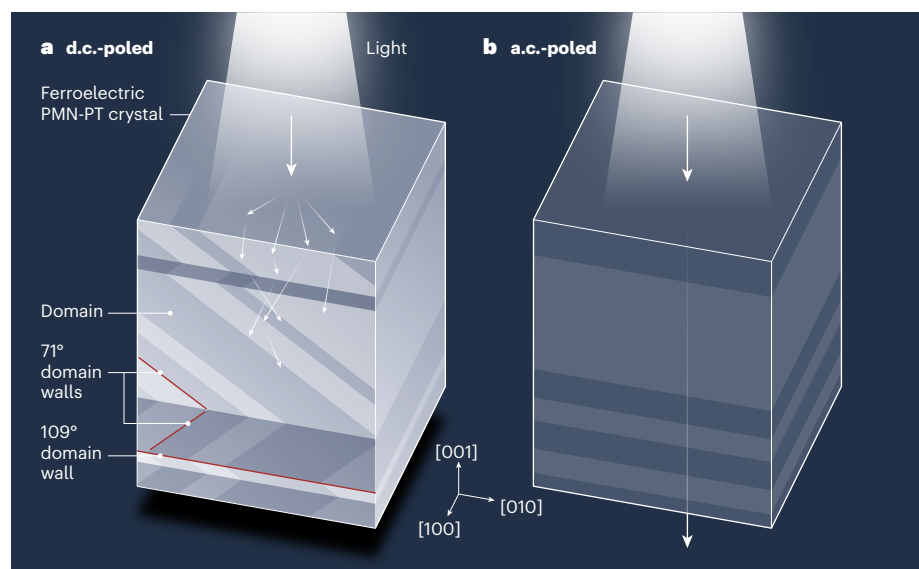 a d.c.-poled
Light
b a.c.-poled
Ferroelectric
PMN-PT crystal
Domain
71°
domain
walls
109°
domain
wall
[001]
[010]
[100]